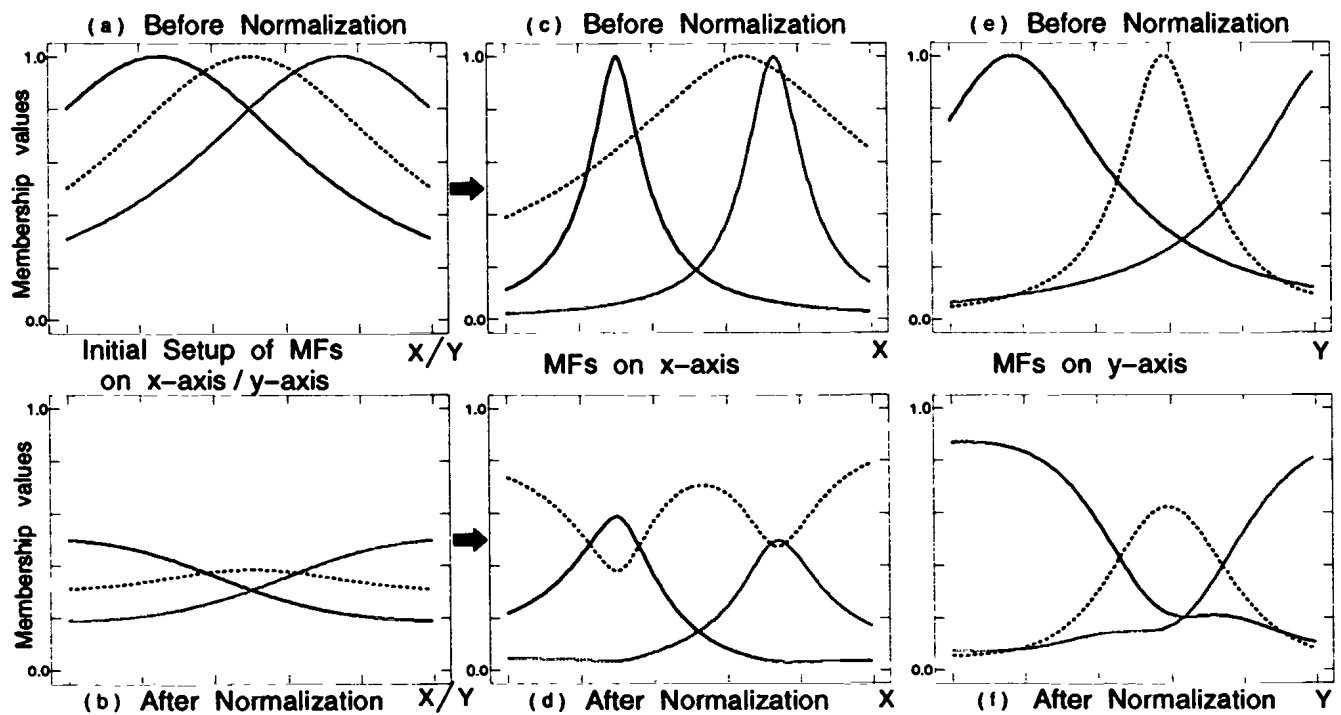 (a) Before Normalization
(c) Before Normalization
(e) Before Normalization
Membership values
1.0
0.0
1.0
0.0
1.0
0.0
Initial Setup of MFs
on x-axis / y-axis
X/Y
MFs on x-axis
X
MFs on y-axis
Y
Membership values
1.0
0.0
1.0
0.0
1.0
0.0
(b) After Normalization
X/Y
(d) After Normalization
X
(f) After Normalization
Y